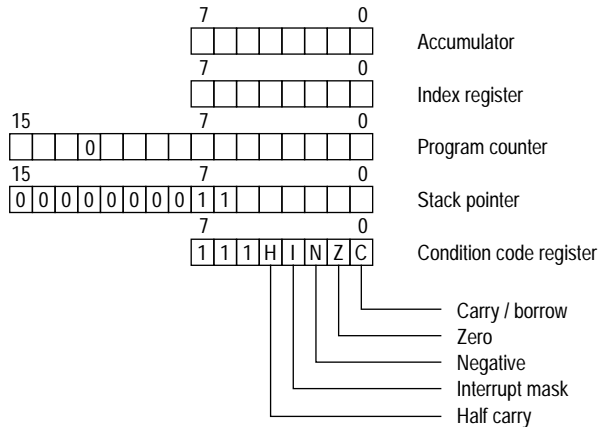 7 0
Accumulator
7 0
Index register
15 7 0
0
Program counter
15 7 0
0 0 0 0 0 0 0 0 1 1
Stack pointer
7 0
1 1 1 H I N Z C
Condition code register
Carry / borrow
Zero
Negative
Interrupt mask
Half carry